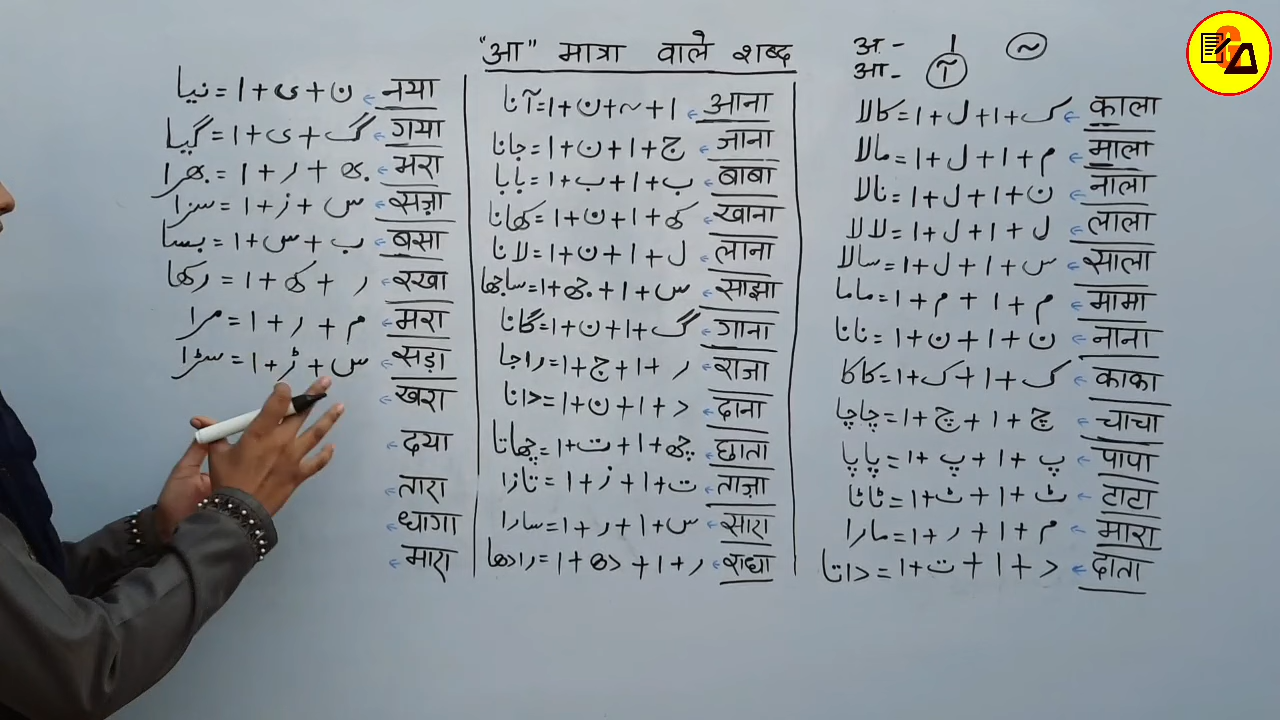 "आ" मात्रा वाले शब्द
अ - ا ~
आ - آ
काला ← ک+ا+ل+ا=کالا
माला ← م+ا+ل+ا=مالا
नाला ← ن+ا+ل+ا=نالا
लाला ← ل+ا+ل+ا=لالا
साला ← س+ا+ل+ا=سالا
मामा ← م+ا+م+ا=ماما
नाना ← ن+ا+ن+ا=نانا
काका ← ک+ا+ک+ا=کاکا
चाचा ← چ+ا+چ+ا=چاچا
पापा ← پ+ا+پ+ا=پاپا
टाटा ← ٹ+ا+ٹ+ا=ٹاٹا
मारा ← م+ا+ر+ا=مارا
दाता ← د+ا+ت+ا=داتا
आना ← ا+~+ن+ا=آنا
जाना ← ج+ا+ن+ا=جانا
बाबा ← ب+ا+ب+ا=بابا
खाना ← کھ+ا+ن+ا=کھانا
लाना ← ل+ا+ن+ا=لانا
साझा ← س+ا+جھ+ا=ساجھا
गाना ← گ+ا+ن+ا=گانا
राजा ← ر+ا+ج+ا=راجا
दाना ← د+ا+ن+ا=دانا
छाता ← چھ+ا+ت+ا=چھاتا
ताज़ा ← ت+ا+ز+ا=تازا
सारा ← س+ا+ر+ا=سارا
राधा ← ر+ا+دھ+ا=رادھا
नया ← ن+ی+ا=نیا
गया ← گ+ی+ا=گیا
भरा ← بھ+ر+ا=بھرا
सज़ा ← س+ز+ا=سزا
बसा ← ب+س+ا=بسا
रखा ← ر+کھ+ا=رکھا
मरा ← م+ر+ا=مرا
सड़ा ← س+ڑ+ا=سڑا
खरा ←
दया ←
तारा ←
धागा ←
मारा ←